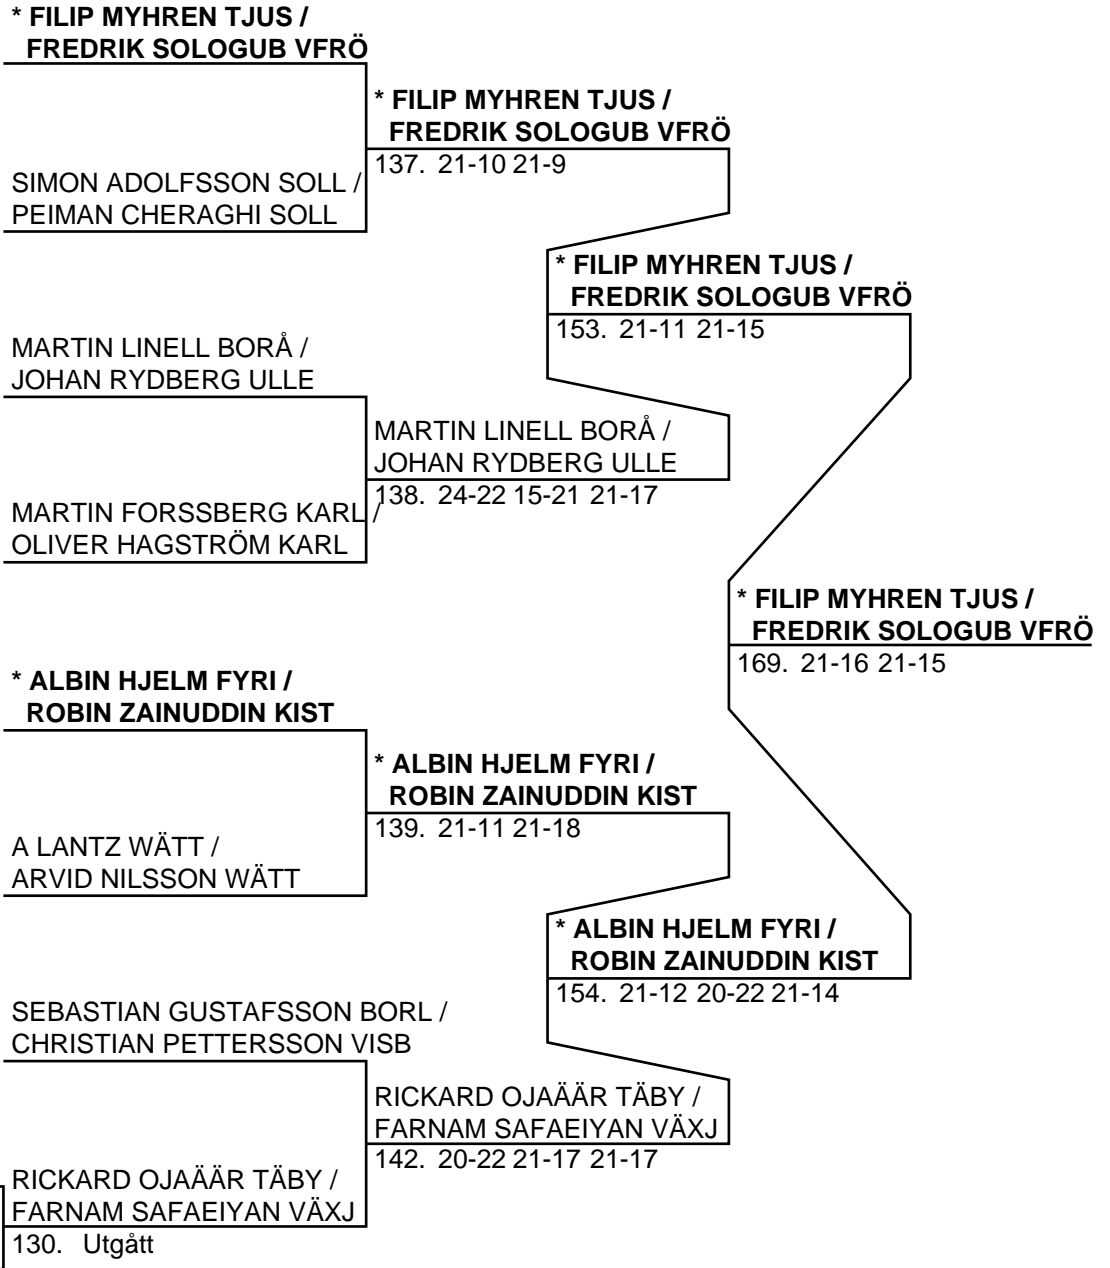 * FILIP MYHREN TJUS /
FREDRIK SOLOGUB VFRÖ
* FILIP MYHREN TJUS /
FREDRIK SOLOGUB VFRÖ
137. 21-10 21-9
SIMON ADOLFSSON SOLL /
PEIMAN CHERAGHI SOLL
* FILIP MYHREN TJUS /
FREDRIK SOLOGUB VFRÖ
153. 21-11 21-15
MARTIN LINELL BORÅ /
JOHAN RYDBERG ULLE
MARTIN LINELL BORÅ /
JOHAN RYDBERG ULLE
138. 24-22 15-21 21-17
MARTIN FORSSBERG KARL /
OLIVER HAGSTRÖM KARL
* FILIP MYHREN TJUS /
FREDRIK SOLOGUB VFRÖ
169. 21-16 21-15
* ALBIN HJELM FYRI /
ROBIN ZAINUDDIN KIST
* ALBIN HJELM FYRI /
ROBIN ZAINUDDIN KIST
139. 21-11 21-18
A LANTZ WÄTT /
ARVID NILSSON WÄTT
* ALBIN HJELM FYRI /
ROBIN ZAINUDDIN KIST
154. 21-12 20-22 21-14
SEBASTIAN GUSTAFSSON BORL /
CHRISTIAN PETTERSSON VISB
RICKARD OJAÄÄR TÄBY /
FARNAM SAFAEIYAN VÄXJ
142. 20-22 21-17 21-17
RICKARD OJAÄÄR TÄBY /
FARNAM SAFAEIYAN VÄXJ
130. Utgått